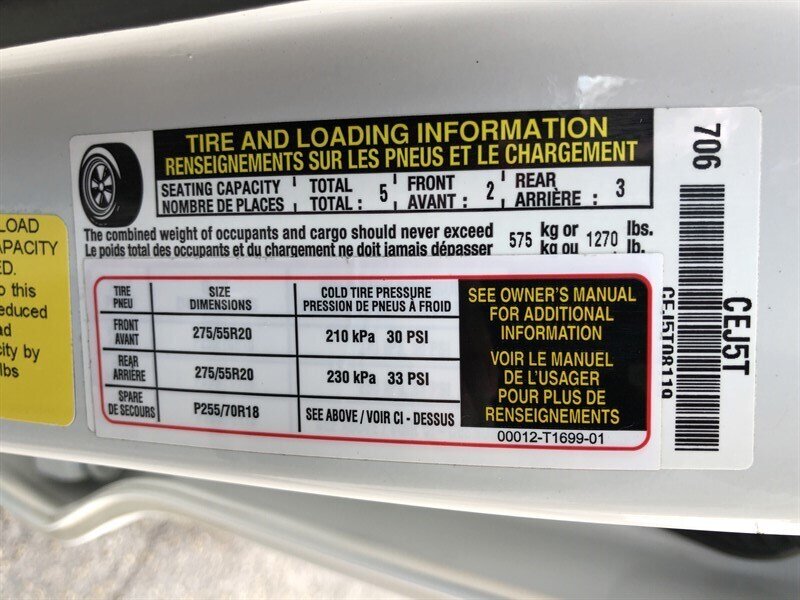 TIRE AND LOADING INFORMATION
RENSEIGNEMENTS SUR LES PNEUS ET LE CHARGEMENT
SEATING CAPACITY TOTAL FRONT REAR
NOMBRE DE PLACES TOTAL : 5 AVANT : 2 ARRIÈRE : 3
The combined weight of occupants and cargo should never exceed 575 kg or 1270 lbs.
Le poids total des occupants et du chargement ne doit jamais dépasser kg ou lb.
TIRE SIZE COLD TIRE PRESSURE
PNEU DIMENSIONS PRESSION DE PNEUS À FROID
FRONT
AVANT 275/55R20 210 kPa 30 PSI
REAR
ARRIÈRE 275/55R20 230 kPa 33 PSI
SPARE
DE SECOURS P255/70R18 SEE ABOVE / VOIR CI - DESSUS
SEE OWNER'S MANUAL
FOR ADDITIONAL
INFORMATION
VOIR LE MANUEL
DE L'USAGER
POUR PLUS DE
RENSEIGNEMENTS
00012-T1699-01
706
CEJ5T
CEJ5T08119
LOAD
APACITY
ED.
o this
educed
ad
city by
lbs